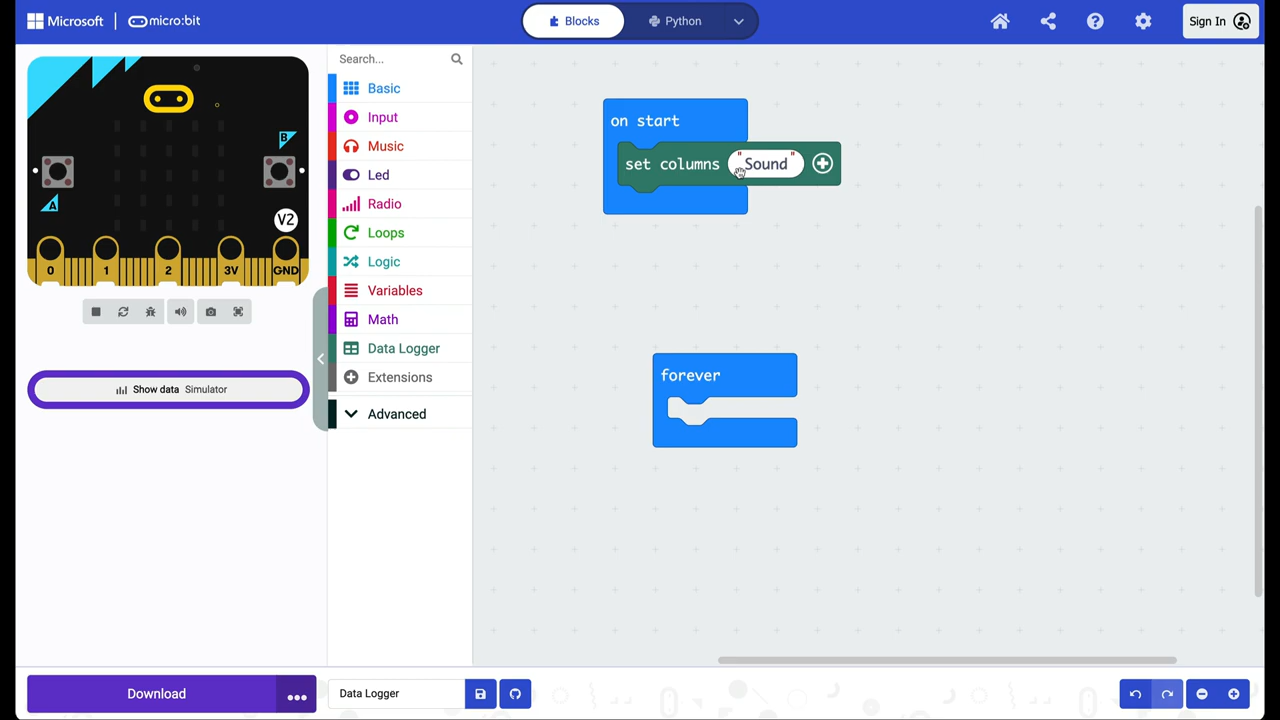 Microsoft micro:bit Blocks Python Sign In
Search...
Basic
Input
Music
Led
Radio
Loops
Logic
Variables
Math
Data Logger
Extensions
Advanced
B
A
V2
0 1 2 3V GND
Show data Simulator
on start
set columns "Sound"
forever
Download ... Data Logger